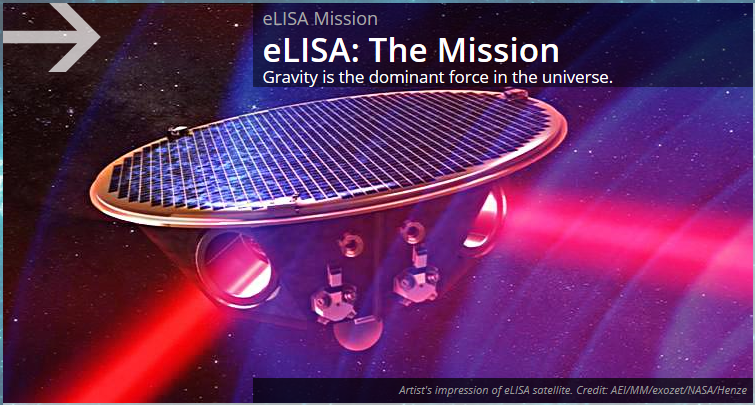 eLISA Mission
eLISA: The Mission
Gravity is the dominant force in the universe.
Artist's impression of eLISA satellite. Credit: AEI/MM/exozet/NASA/Henze